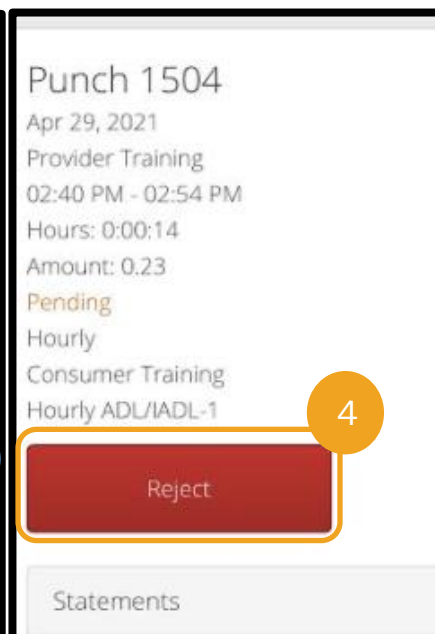 Punch 1504
Apr 29, 2021
Provider Training
02:40 PM - 02:54 PM
Hours: 0:00:14
Amount: 0.23
Pending
Hourly
Consumer Training
Hourly ADL/IADL-1
4
Reject
Statements